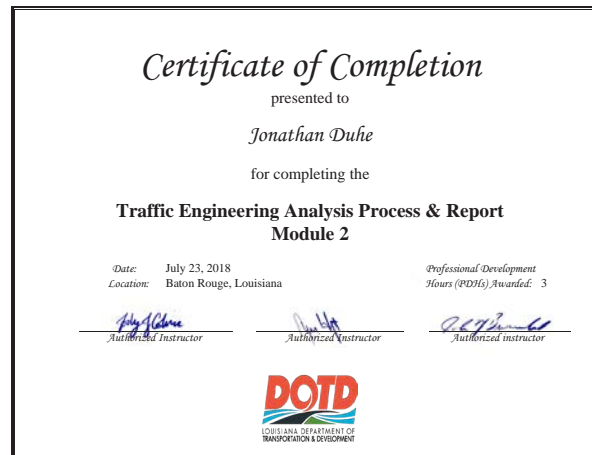 Certificate of Completion
presented to
Jonathan Duhe
for completing the
Traffic Engineering Analysis Process & Report
Module 2
Date: July 23, 2018
Location: Baton Rouge, Louisiana
Professional Development
Hours (PDHs) Awarded: 3
Authorized Instructor
Authorized Instructor
Authorized instructor
DOTD
LOUISIANA DEPARTMENT OF
TRANSPORTATION & DEVELOPMENT